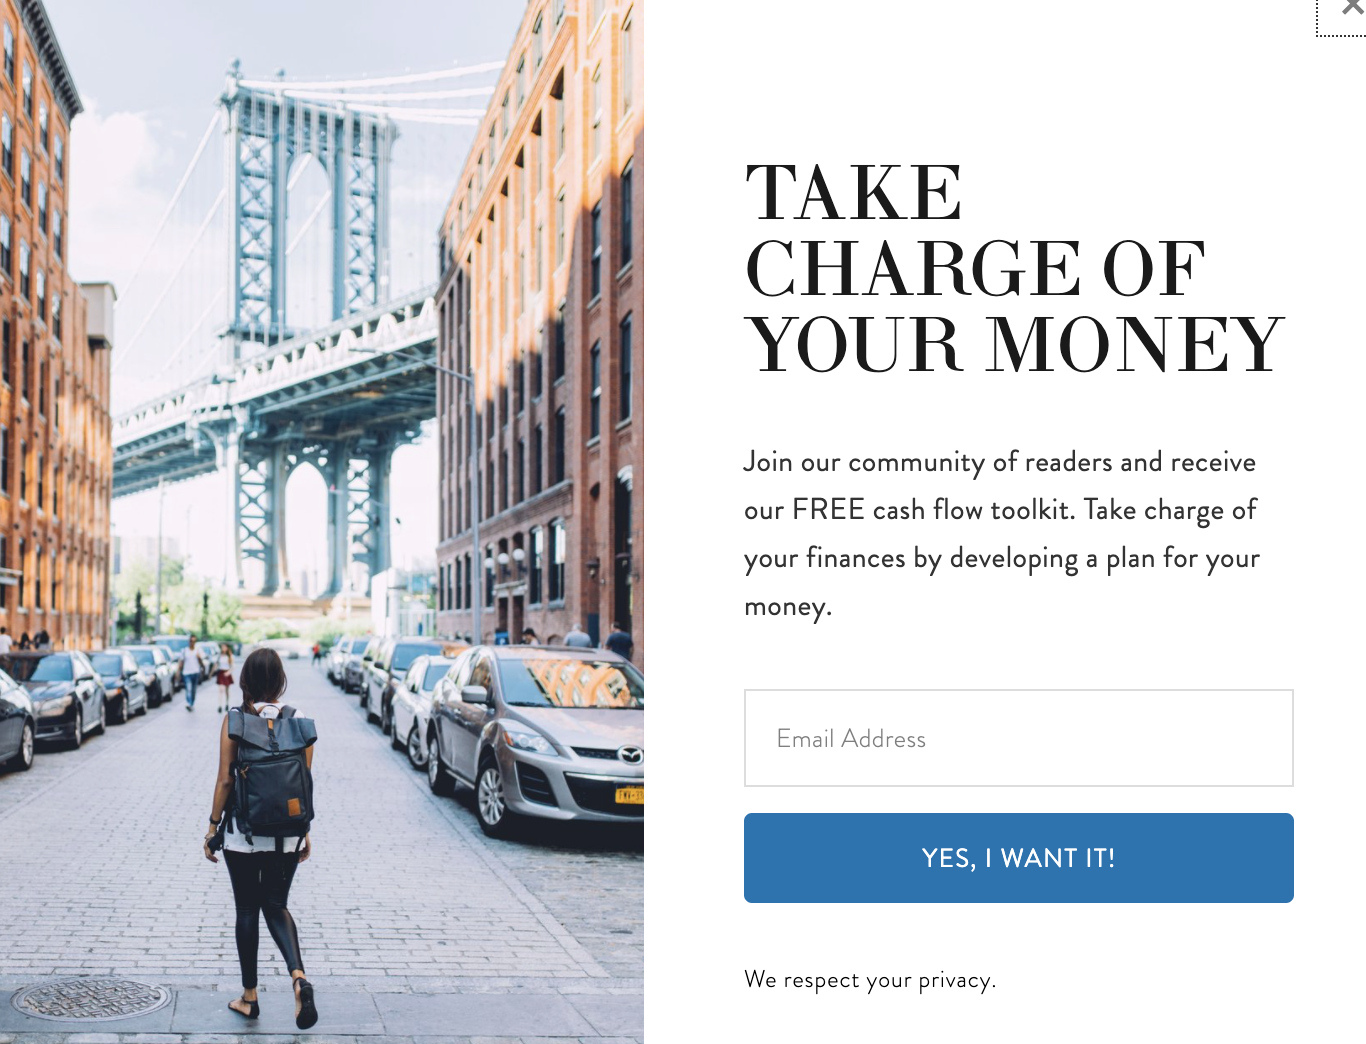 TAKE
CHARGE OF
YOUR MONEY
Join our community of readers and receive
our FREE cash flow toolkit. Take charge of
your finances by developing a plan for your
money.
Email Address
YES, I WANT IT!
We respect your privacy.